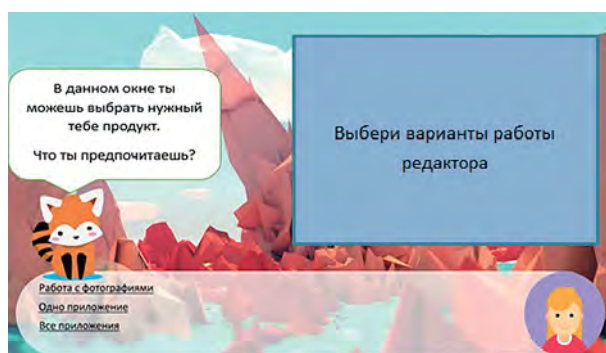 В данном окне ты
можешь выбрать нужный
тебе продукт.
Что ты предпочитаешь?
Выбери варианты работы
редактора
Работа с фотографиями
Одно приложение
Все приложения